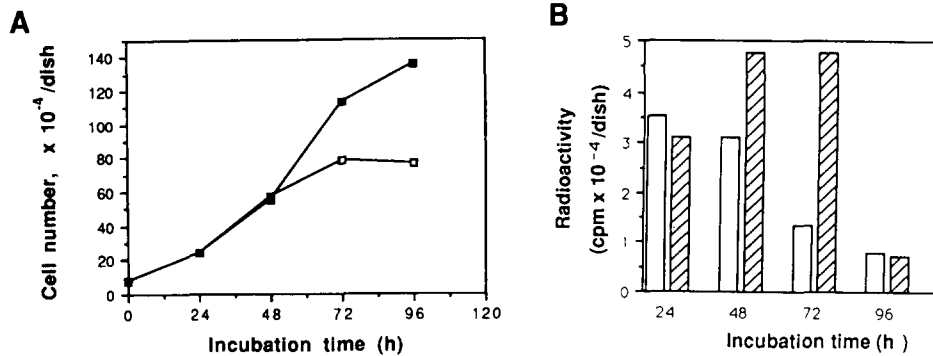 A
Cell number, x 10⁻⁴/dish
140
120
100
80
60
40
20
0
0 24 48 72 96 120
Incubation time (h)
B
Radioactivity
(cpm x 10⁻⁴/dish)
5
4
3
2
1
0
24 48 72 96
Incubation time (h )